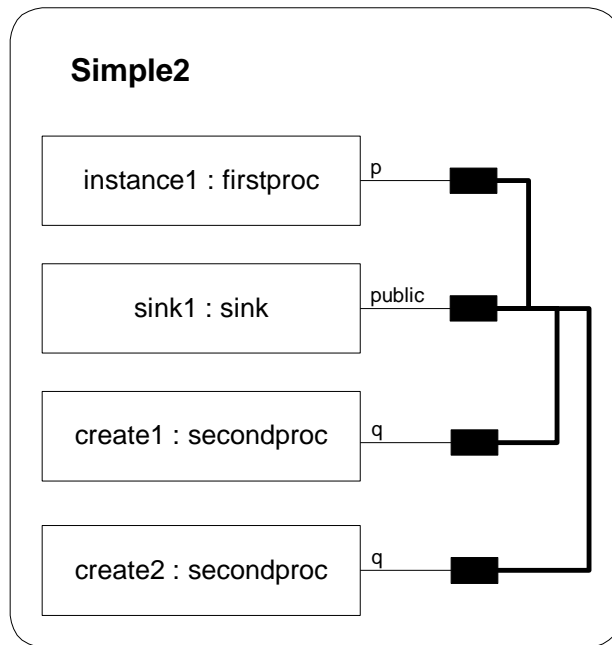 Simple2
instance1 : firstproc
p
sink1 : sink
public
create1 : secondproc
q
create2 : secondproc
q